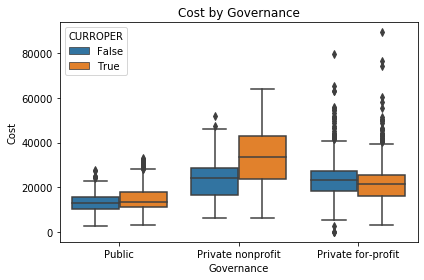 Cost by Governance
CURROPER
False
True
Cost
80000
60000
40000
20000
0
Public
Private nonprofit
Private for-profit
Governance